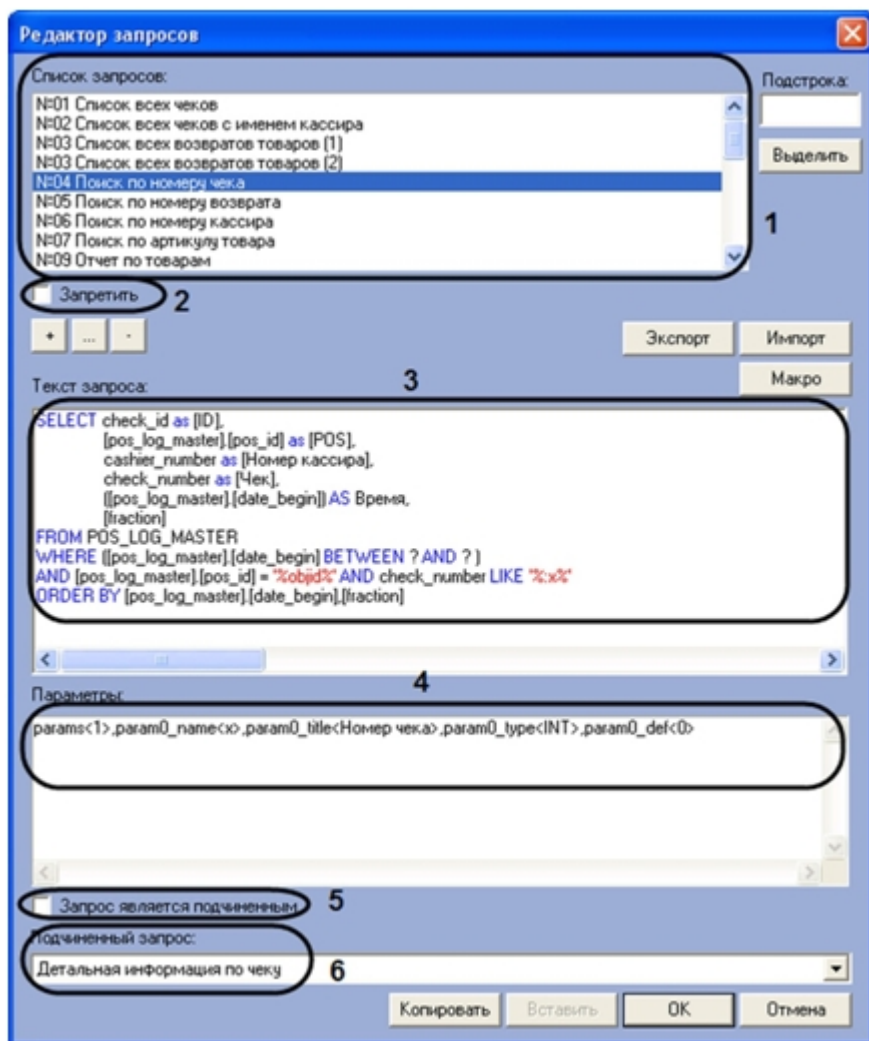 Редактор запросов
Список запросов:
Подстрока:
№01 Список всех чеков
№02 Список всех чеков с именем кассира
№03 Список всех возвратов товаров (1)
№03 Список всех возвратов товаров (2)
Выделить
№04 Поиск по номеру чека
№05 Поиск по номеру возврата
№06 Поиск по номеру кассира
№07 Поиск по артикулу товара
№09 Отчет по товарам
1
Запретить
2
+ ... -
Экспорт
Импорт
Макро
Текст запроса:
3
SELECT check_id as [ID],
[pos_log_master].[pos_id] as [POS],
cashier_number as [Номер кассира],
check_number as [Чек],
([pos_log_master].[date_begin]) AS Время,
[fraction]
FROM POS_LOG_MASTER
WHERE ([pos_log_master].[date_begin] BETWEEN ? AND ? )
AND [pos_log_master].[pos_id] = '%objid%' AND check_number LIKE '%:x%'
ORDER BY [pos_log_master].[date_begin],[fraction]
4
Параметры:
params<1>,param0_name<x>,param0_title<Номер чека>,param0_type<INT>,param0_def<0>
Запрос является подчиненным
5
Подчиненный запрос:
Детальная информация по чеку
6
Копировать
Вставить
OK
Отмена